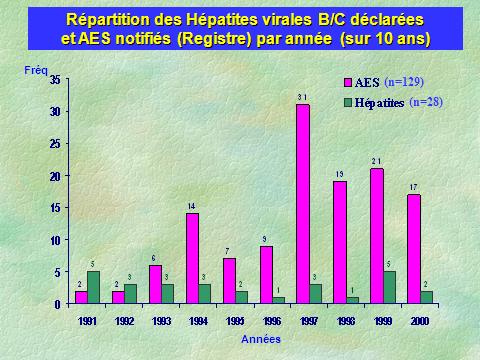 Répartition des Hépatites virales B/C déclarées
et AES notifiés (Registre) par année (sur 10 ans)
Fréq
35
30
25
20
15
10
5
0
AES (n=129)
Hépatites (n=28)
2 5 2 3 6 3 14 3 7 2 9 1 31 3 19 1 21 5 17 2
1991 1992 1993 1994 1995 1996 1997 1998 1999 2000
Années